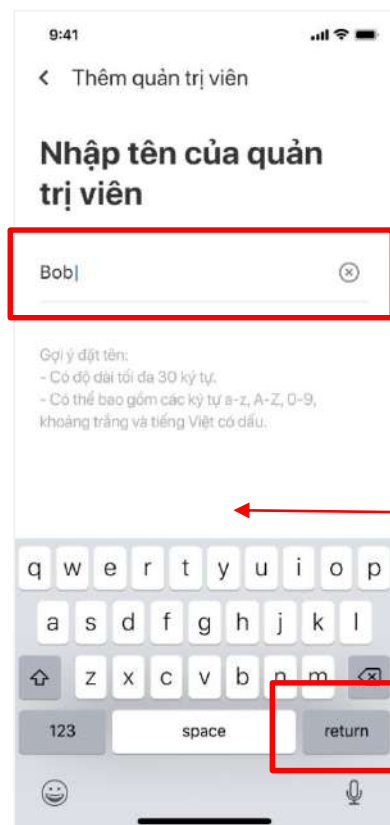 9:41
Thêm quản trị viên
Nhập tên của quản
trị viên
Bob
Gợi ý đặt tên:
- Có độ dài tối đa 30 ký tự.
- Có thể bao gồm các ký tự a-z, A-Z, 0-9,
khoảng trắng và tiếng Việt có dấu.
q w e r t y u i o p
a s d f g h j k l
z x c v b n m
123 space return